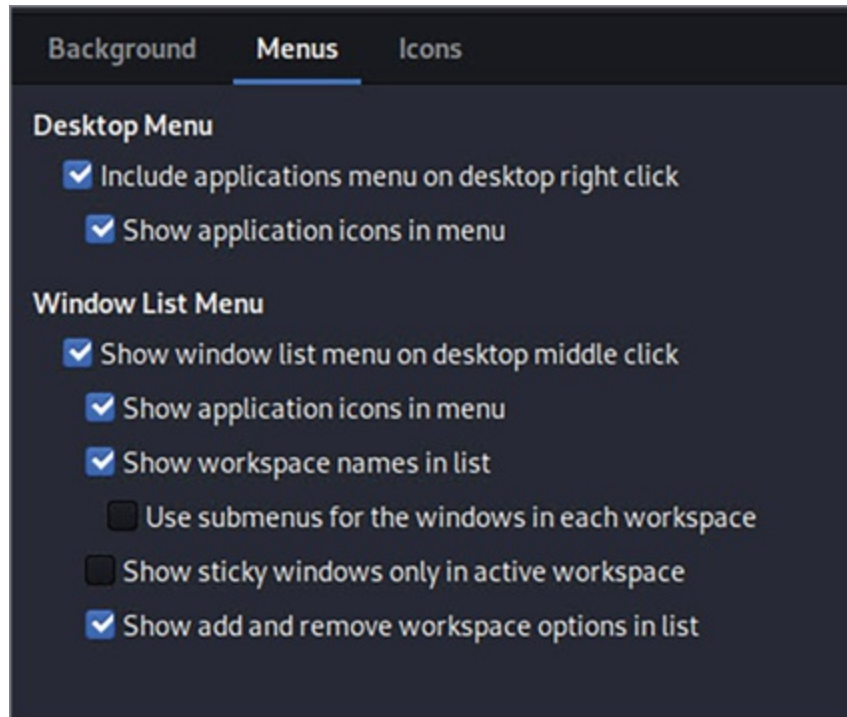 Background Menus Icons
Desktop Menu
Include applications menu on desktop right click
Show application icons in menu
Window List Menu
Show window list menu on desktop middle click
Show application icons in menu
Show workspace names in list
Use submenus for the windows in each workspace
Show sticky windows only in active workspace
Show add and remove workspace options in list